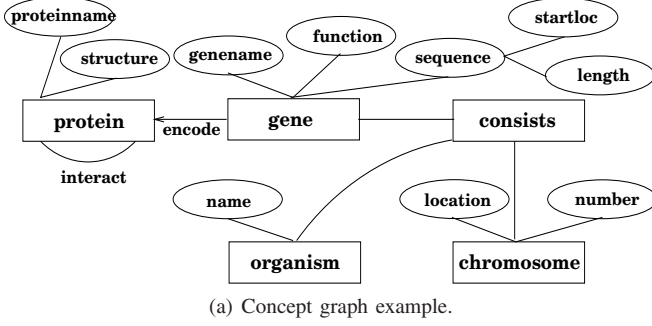 proteinname
startloc
function
structure
genename
sequence
length
protein
encode
gene
consists
interact
name
location
number
organism
chromosome
(a) Concept graph example.